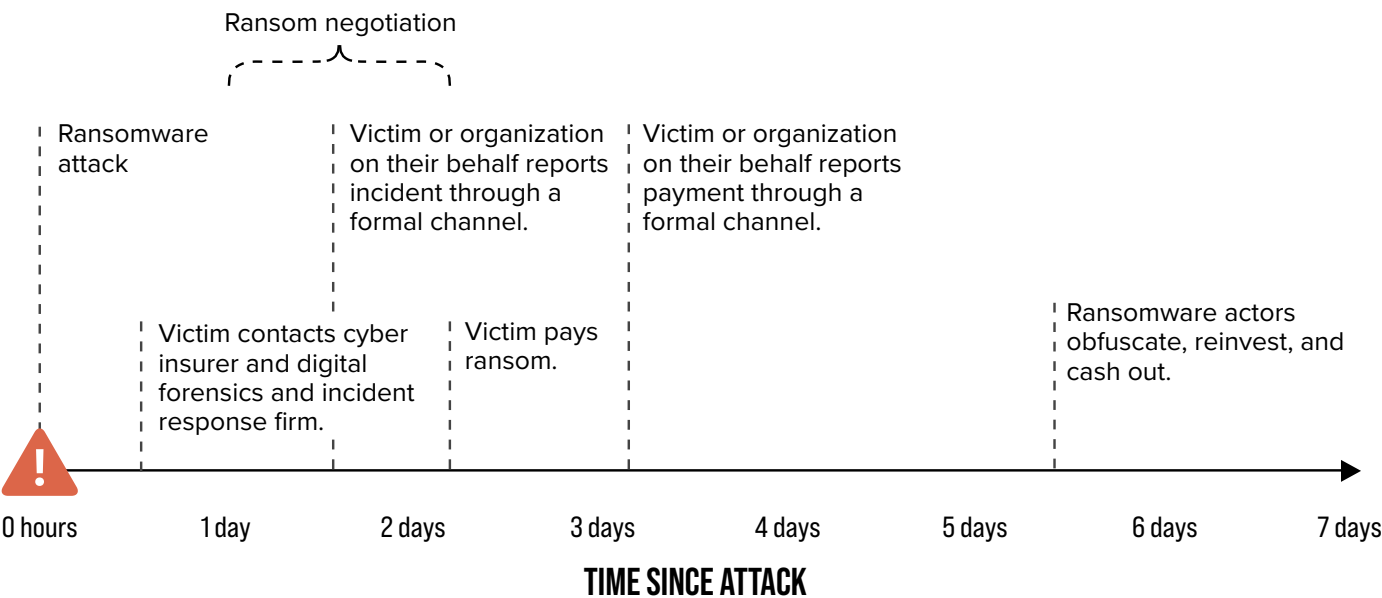 Ransom negotiation
Ransomware
attack
Victim or organization
on their behalf reports
incident through a
formal channel.
Victim or organization
on their behalf reports
payment through a
formal channel.
Victim contacts cyber
insurer and digital
forensics and incident
response firm.
Victim pays
ransom.
Ransomware actors
obfuscate, reinvest, and
cash out.
!
0 hours
1 day
2 days
3 days
4 days
5 days
6 days
7 days
TIME SINCE ATTACK